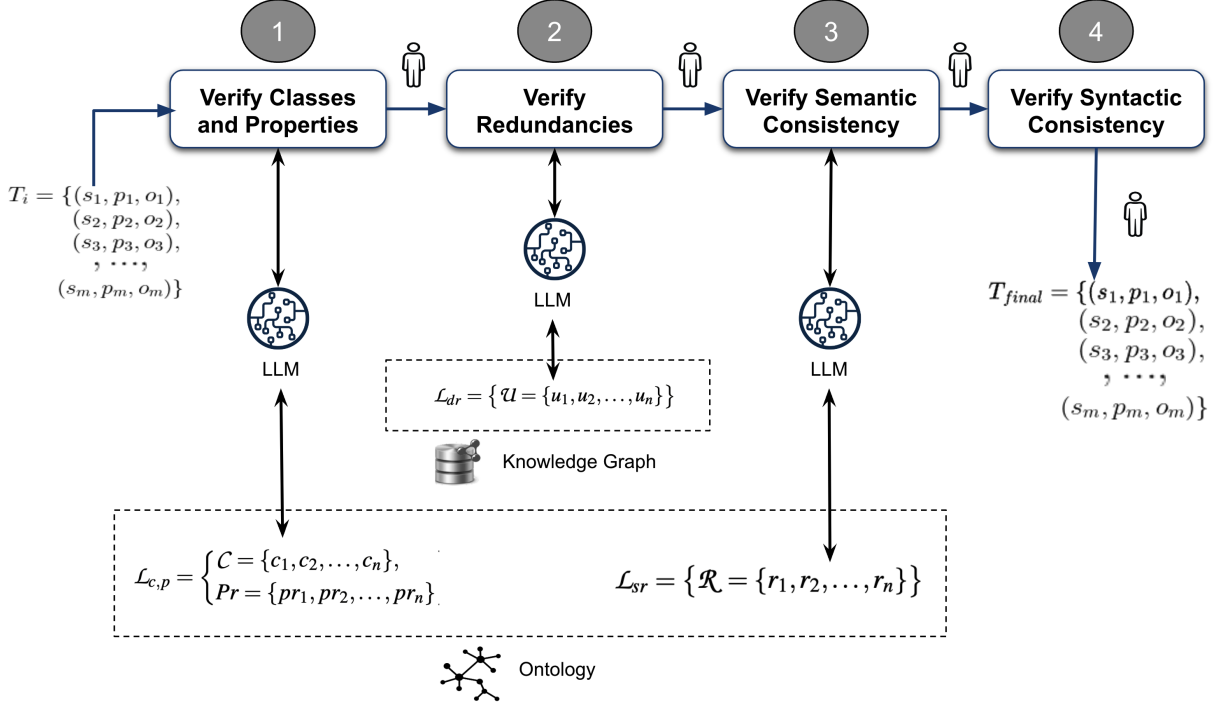 1
2
3
4
Verify Classes
and Properties
Verify
Redundancies
Verify Semantic
Consistency
Verify Syntactic
Consistency
T_i = {(s_1, p_1, o_1),
(s_2, p_2, o_2),
(s_3, p_3, o_3),
, ...,
(s_m, p_m, o_m)}
LLM
LLM
LLM
T_final = {(s_1, p_1, o_1),
(s_2, p_2, o_2),
(s_3, p_3, o_3),
, ...,
(s_m, p_m, o_m)}
ℒ_dr = { 𝒰 = {u_1, u_2, ..., u_n}}
Knowledge Graph
ℒ_c,p = { 𝒞 = {c_1, c_2, ..., c_n},
Pr = {pr_1, pr_2, ..., pr_n}
ℒ_sr = { ℛ = {r_1, r_2, ..., r_n}}
Ontology